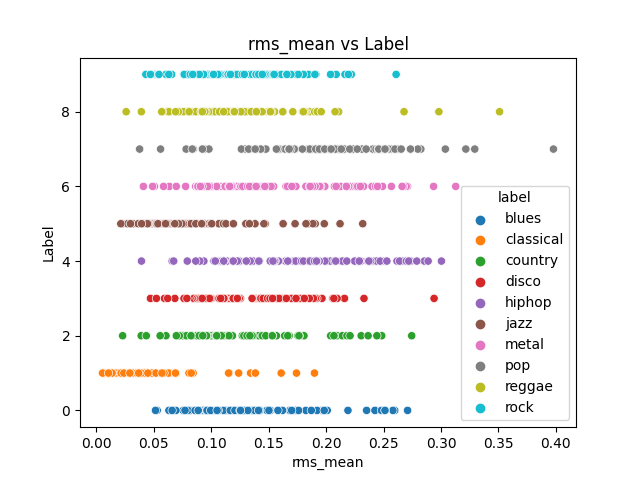 rms_mean vs Label
Label
8
6
4
2
0
0.00 0.05 0.10 0.15 0.20 0.25 0.30 0.35 0.40
rms_mean
label
blues
classical
country
disco
hiphop
jazz
metal
pop
reggae
rock